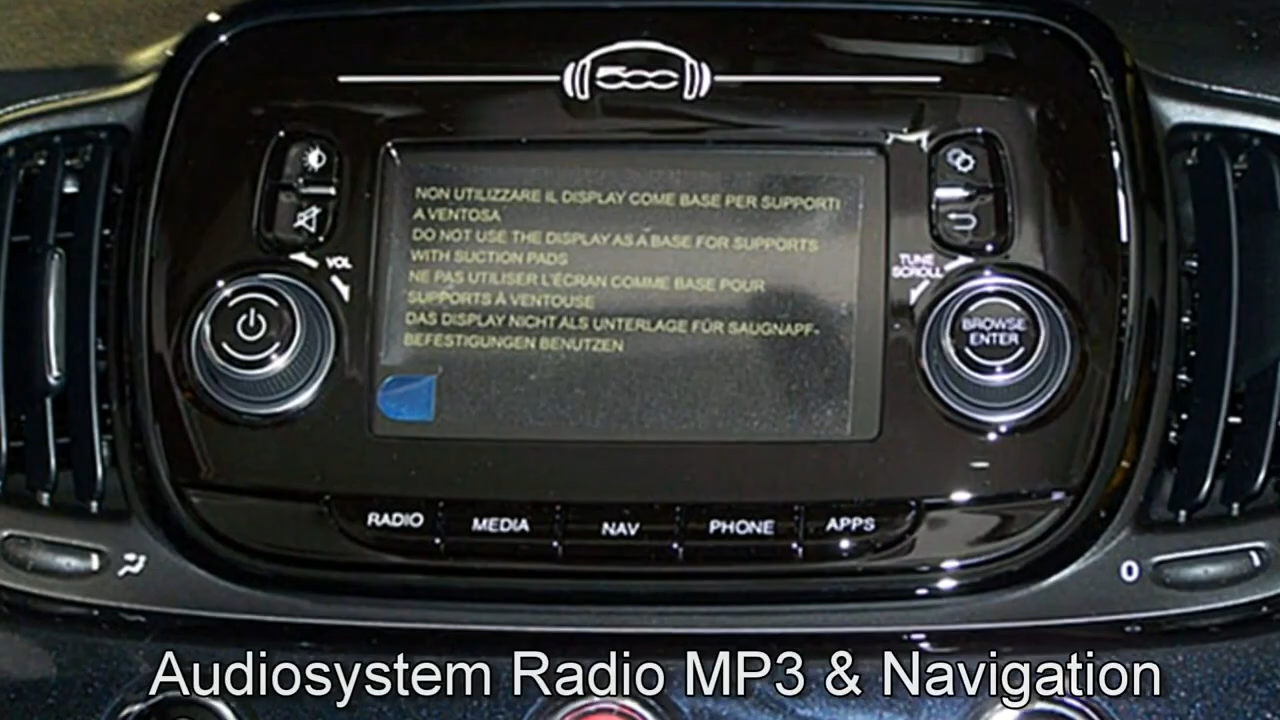 500
NON UTILIZZARE IL DISPLAY COME BASE PER SUPPORTI
A VENTOSA
DO NOT USE THE DISPLAY AS A BASE FOR SUPPORTS
WITH SUCTION PADS
NE PAS UTILISER L'ÉCRAN COMME BASE POUR
SUPPORTS À VENTOUSE
DAS DISPLAY NICHT ALS UNTERLAGE FÜR SAUGNAPF-
BEFESTIGUNGEN BENUTZEN
VOL
TUNE
SCROLL
BROWSE
ENTER
RADIO MEDIA NAV PHONE APPS
0
Audiosystem Radio MP3 & Navigation